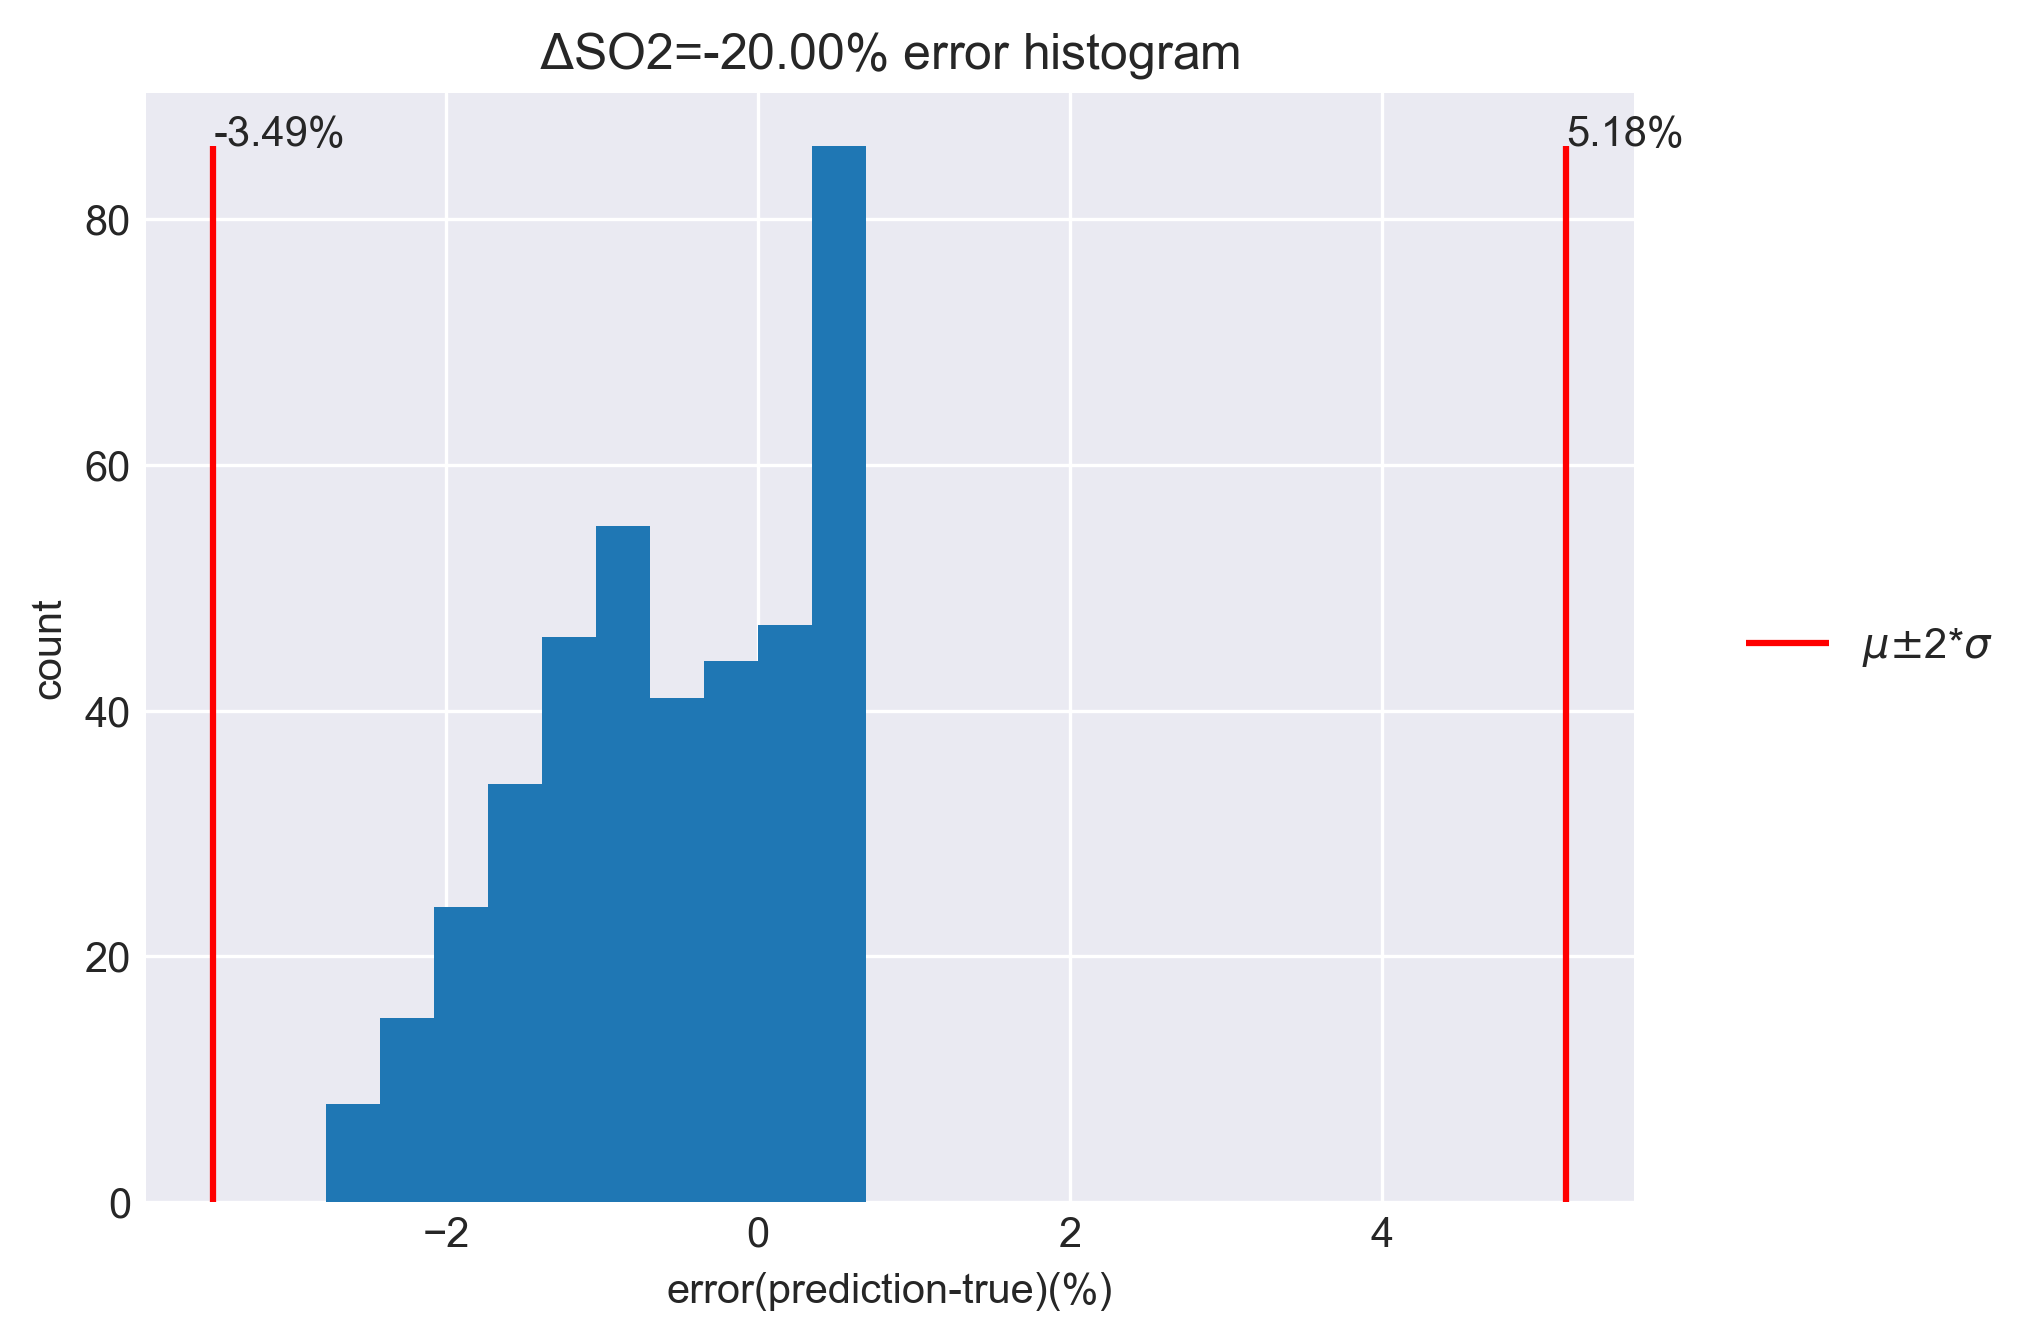 ΔSO2=-20.00% error histogram
-3.49%
5.18%
80
60
40
20
0
count
−2
0
2
4
error(prediction-true)(%)
μ±2*σ